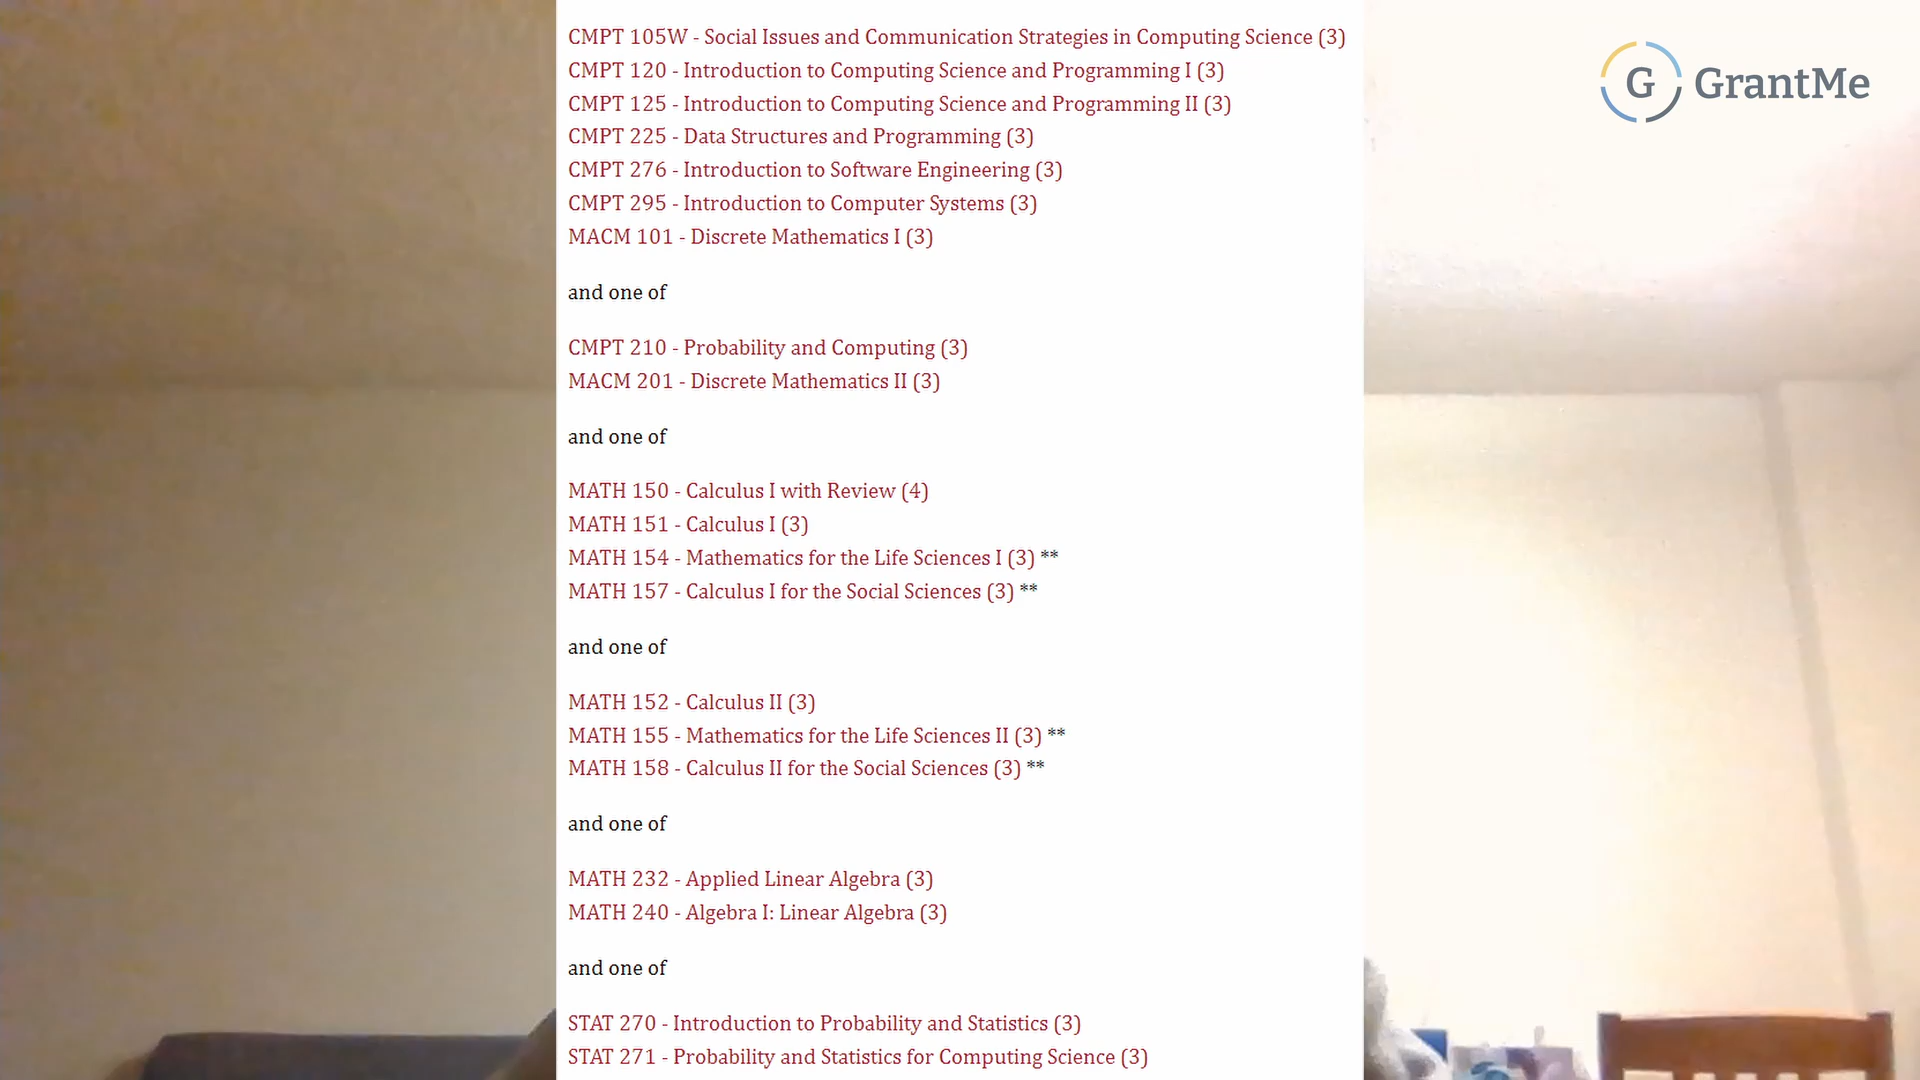 CMPT 105W - Social Issues and Communication Strategies in Computing Science (3)
CMPT 120 - Introduction to Computing Science and Programming I (3)
CMPT 125 - Introduction to Computing Science and Programming II (3)
CMPT 225 - Data Structures and Programming (3)
CMPT 276 - Introduction to Software Engineering (3)
CMPT 295 - Introduction to Computer Systems (3)
MACM 101 - Discrete Mathematics I (3)
and one of
CMPT 210 - Probability and Computing (3)
MACM 201 - Discrete Mathematics II (3)
and one of
MATH 150 - Calculus I with Review (4)
MATH 151 - Calculus I (3)
MATH 154 - Mathematics for the Life Sciences I (3) **
MATH 157 - Calculus I for the Social Sciences (3) **
and one of
MATH 152 - Calculus II (3)
MATH 155 - Mathematics for the Life Sciences II (3) **
MATH 158 - Calculus II for the Social Sciences (3) **
and one of
MATH 232 - Applied Linear Algebra (3)
MATH 240 - Algebra I: Linear Algebra (3)
and one of
STAT 270 - Introduction to Probability and Statistics (3)
STAT 271 - Probability and Statistics for Computing Science (3)
G GrantMe